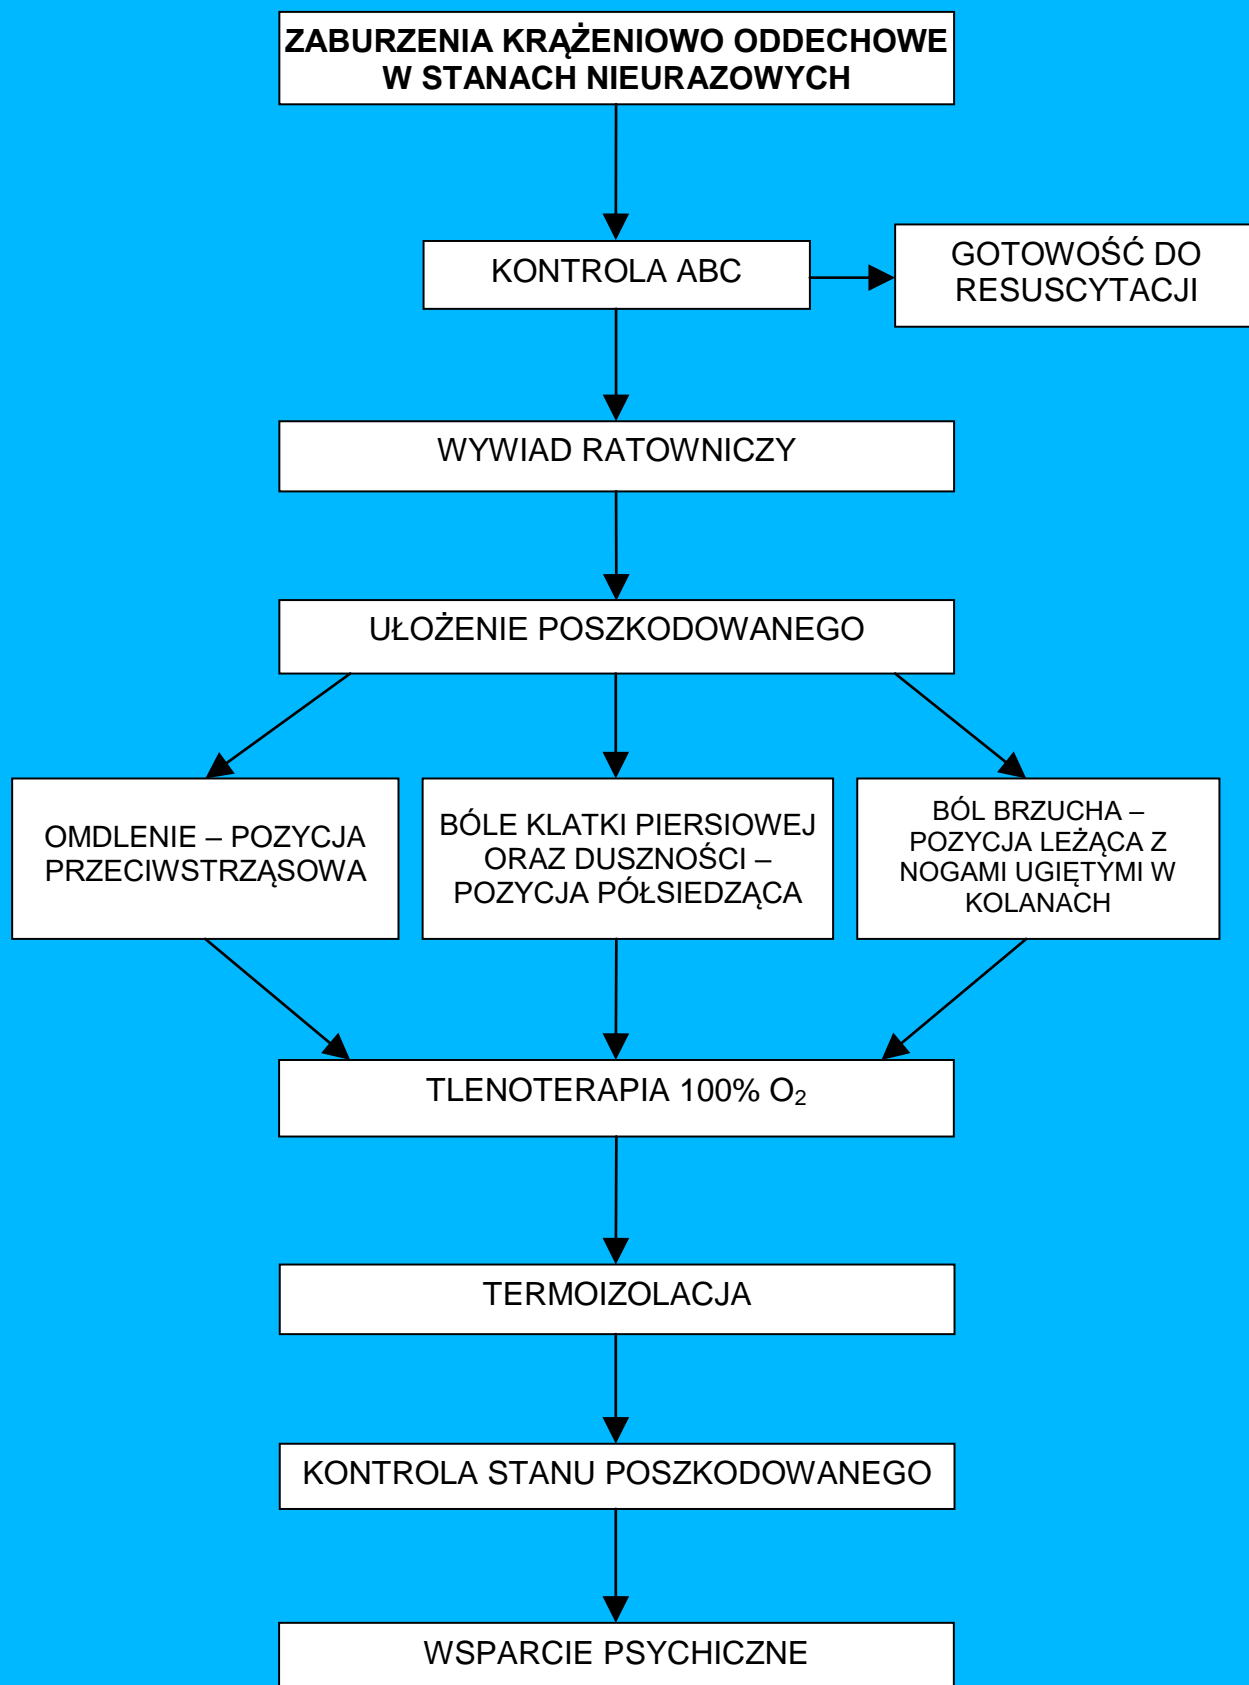 ZABURZENIA KRĄŻENIOWO ODDECHOWE
W STANACH NIEURAZOWYCH
KONTROLA ABC
GOTOWOŚĆ DO
RESUSCYTACJI
WYWIAD RATOWNICZY
UŁOŻENIE POSZKODOWANEGO
OMDLENIE – POZYCJA
PRZECIWSTRZĄSOWA
BÓLE KLATKI PIERSIOWEJ
ORAZ DUSZNOŚCI –
POZYCJA PÓŁSIEDZĄCA
BÓL BRZUCHA –
POZYCJA LEŻĄCA Z
NOGAMI UGIĘTYMI W
KOLANACH
TLENOTERAPIA 100% O₂
TERMOIZOLACJA
KONTROLA STANU POSZKODOWANEGO
WSPARCIE PSYCHICZNE